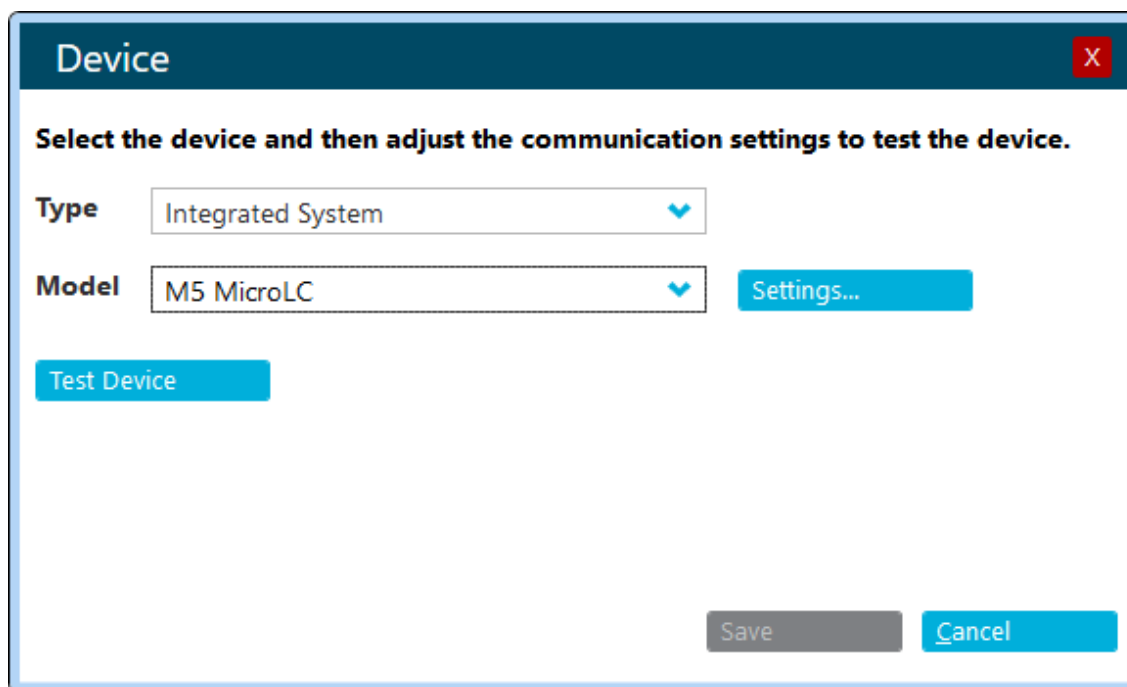 Device
X
Select the device and then adjust the communication settings to test the device.
Type
Integrated System
Model
M5 MicroLC
Settings...
Test Device
Save
Cancel